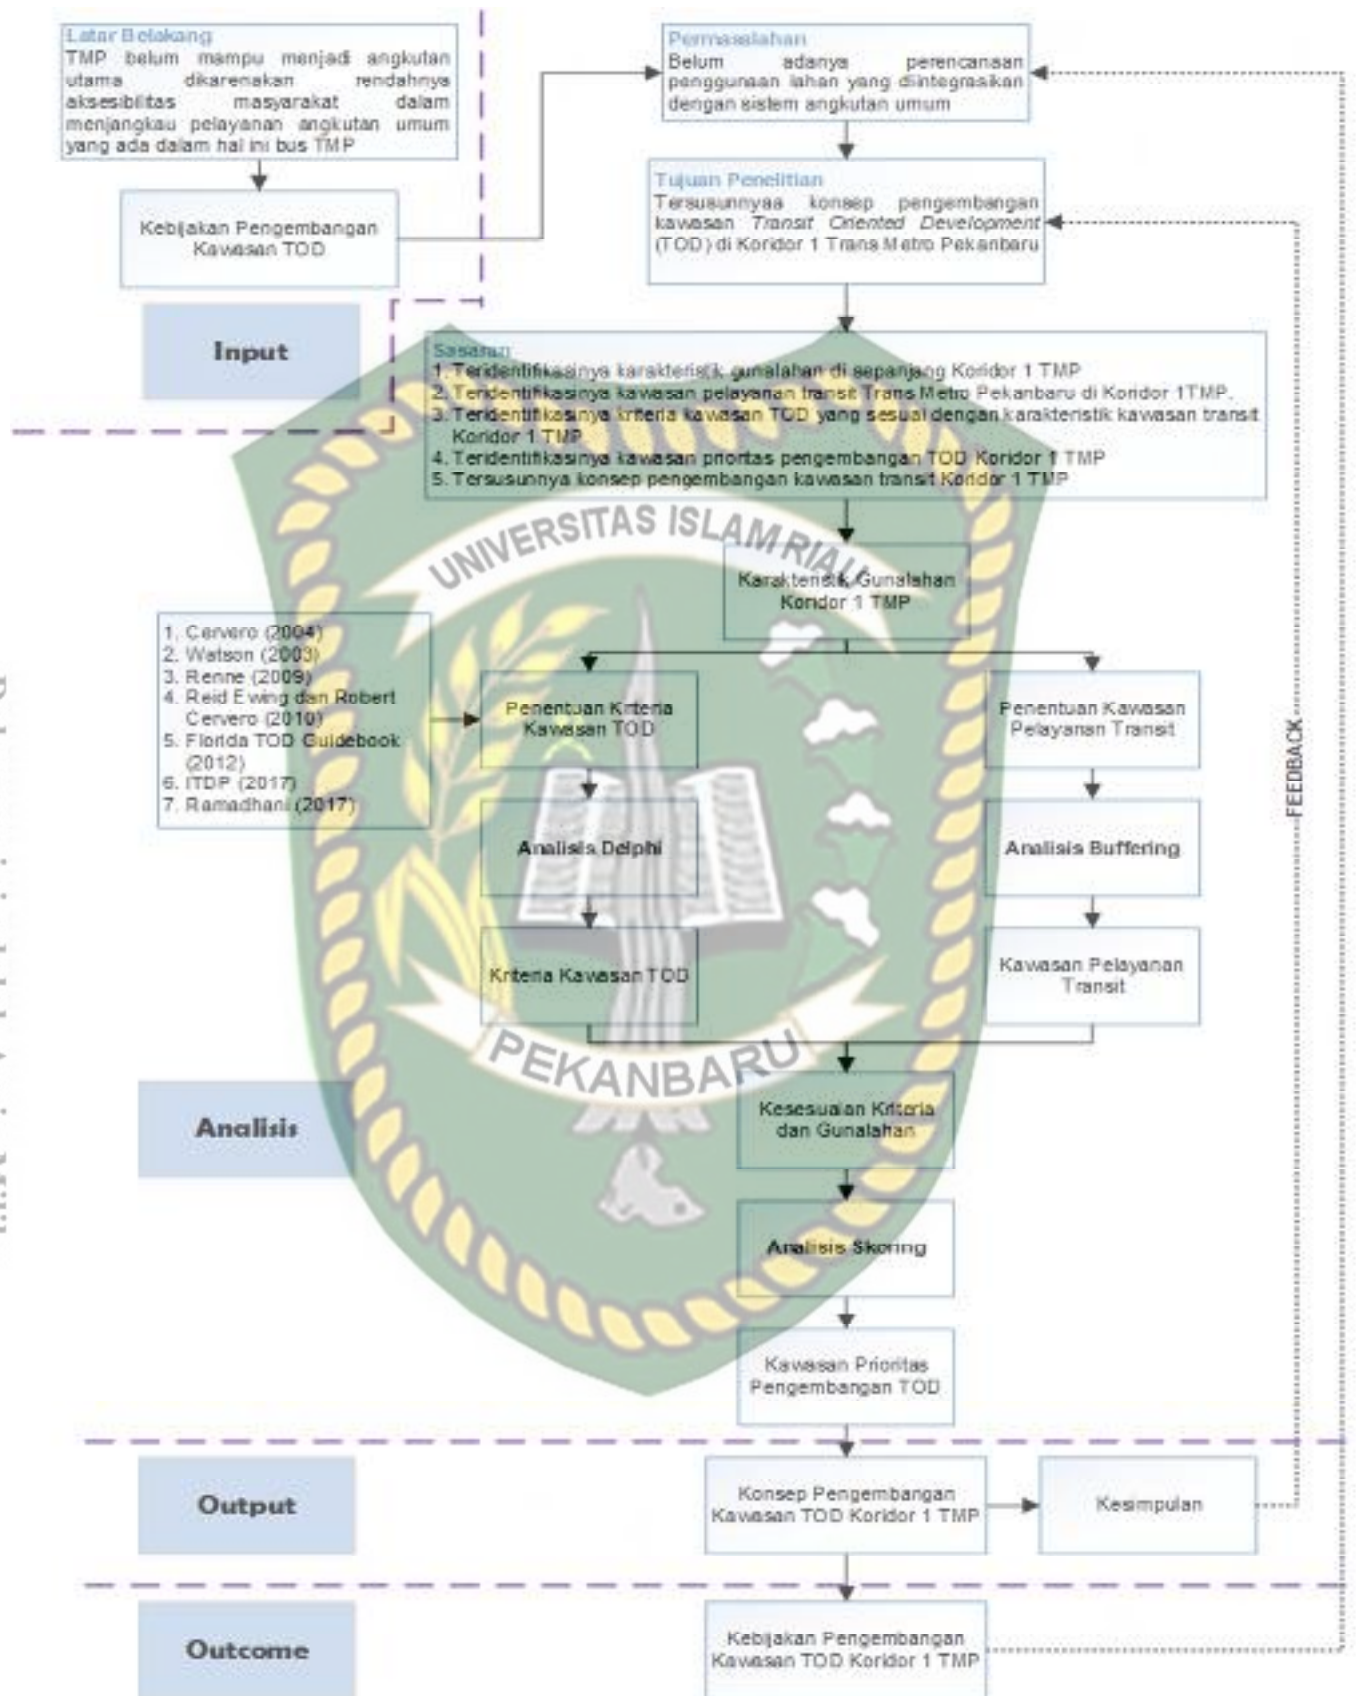 Latar Belakang
TMP belum mampu menjadi angkutan
utama dikarenakan rendahnya
aksesibilitas masyarakat dalam
menjangkau pelayanan angkutan umum
yang ada dalam hal ini bus TMP
Kebijakan Pengembangan
Kawasan TOD
Input
Permasalahan
Belum adanya perencanaan
penggunaan lahan yang diintegrasikan
dengan sistem angkutan umum
Tujuan Penelitian
Tersusunnyaa konsep pengembangan
kawasan Transit Oriented Development
(TOD) di Koridor 1 Trans Metro Pekanbaru
Sasaran
1. Teridentifikasinya karakteristik gunalahan di sepanjang Koridor 1 TMP
2. Teridentifikasinya kawasan pelayanan transit Trans Metro Pekanbaru di Koridor 1TMP.
3. Teridentifikasinya kriteria kawasan TOD yang sesuai dengan karakteristik kawasan transit
Koridor 1 TMP
4. Teridentifikasinya kawasan prioritas pengembangan TOD Koridor 1 TMP
5. Tersusunnya konsep pengembangan kawasan transit Koridor 1 TMP
UNIVERSITAS ISLAM RIAU
Karakteristik Gunalahan
Koridor 1 TMP
1. Cervero (2004)
2. Watson (2003)
3. Renne (2009)
4. Reid Ewing dan Robert
Cervero (2010)
5. Florida TOD Guidebook
(2012)
6. ITDP (2017)
7. Ramadhani (2017)
Penentuan Kriteria
Kawasan TOD
Penentuan Kawasan
Pelayanan Transit
FEEDBACK
Analisis Delphi
Analisis Buffering
Kriteria Kawasan TOD
Kawasan Pelayanan
Transit
PEKANBARU
Analisis
Kesesuaian Kriteria
dan Gunalahan
Analisis Skoring
Kawasan Prioritas
Pengembangan TOD
Output
Konsep Pengembangan
Kawasan TOD Koridor 1 TMP
Kesimpulan
Outcome
Kebijakan Pengembangan
Kawasan TOD Koridor 1 TMP